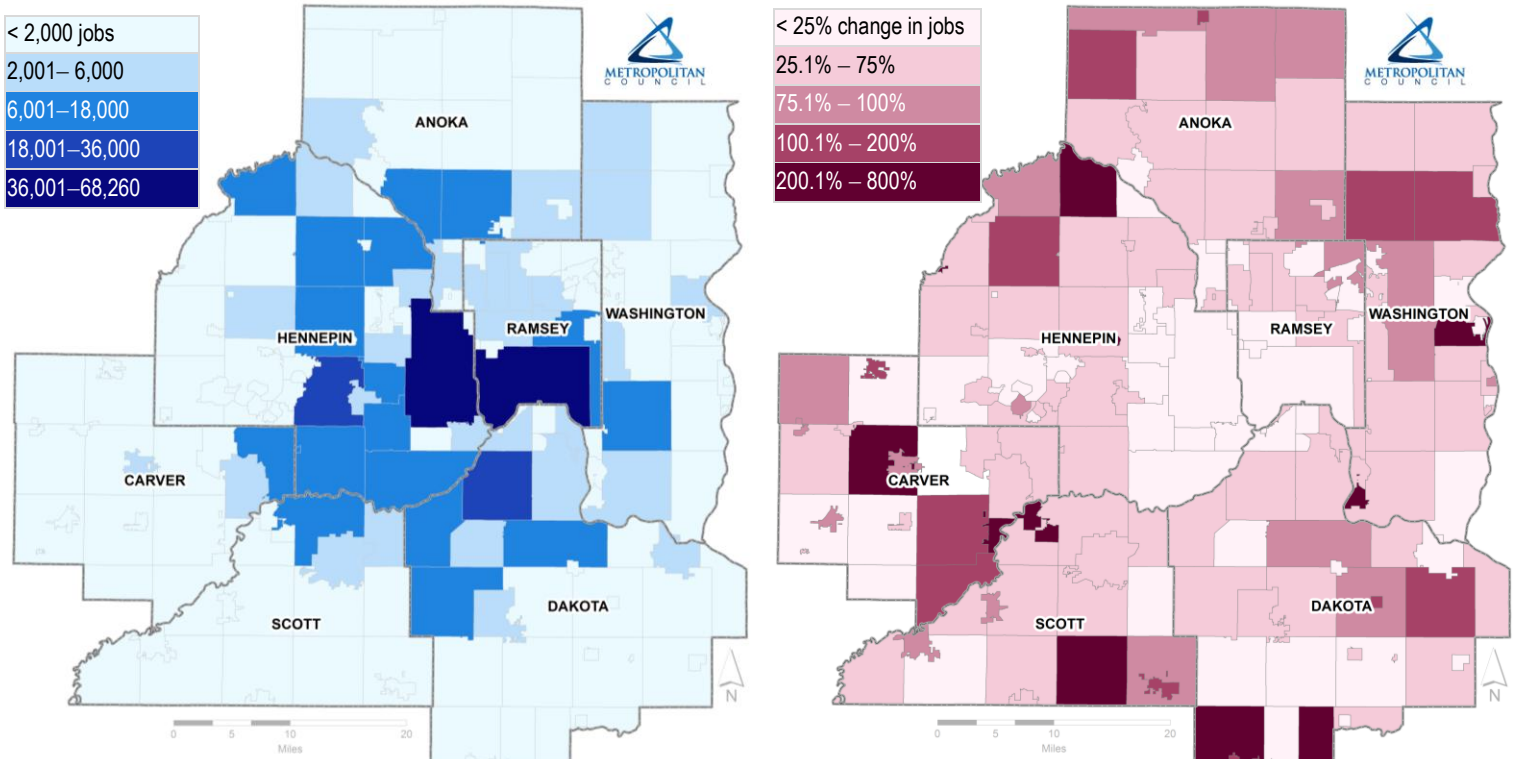 < 2,000 jobs
2,001– 6,000
6,001–18,000
18,001–36,000
36,001–68,260
METROPOLITAN
COUNCIL
ANOKA
WASHINGTON
RAMSEY
HENNEPIN
CARVER
SCOTT
DAKOTA
N
0 5 10 20
Miles
< 25% change in jobs
25.1% – 75%
75.1% – 100%
100.1% – 200%
200.1% – 800%
METROPOLITAN
COUNCIL
ANOKA
WASHINGTON
RAMSEY
HENNEPIN
CARVER
SCOTT
DAKOTA
N
0 5 10 20
Miles